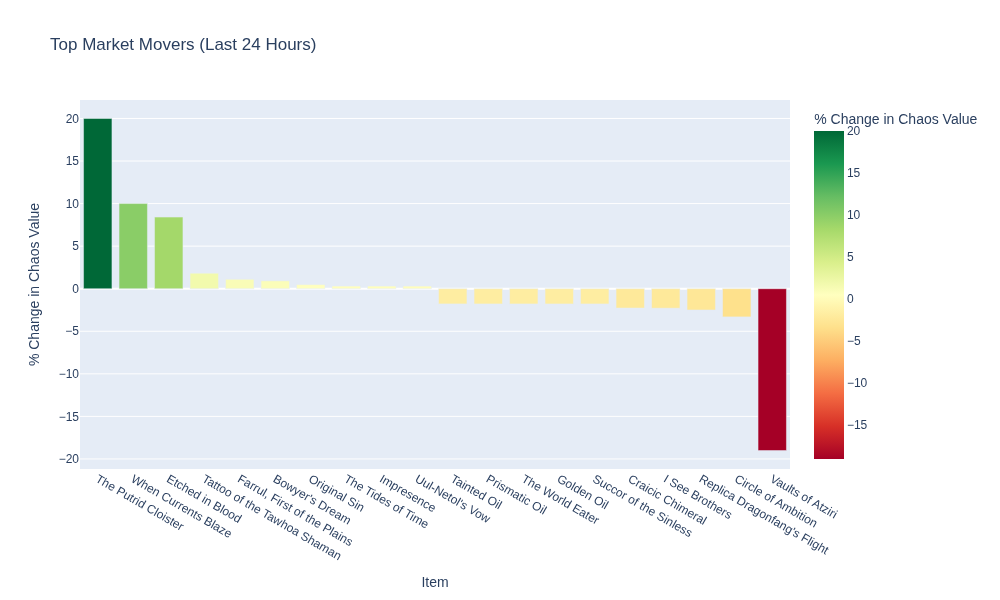 Top Market Movers (Last 24 Hours)
% Change in Chaos Value
20
15
10
5
0
−5
−10
−15
−20
The Putrid Cloister
When Currents Blaze
Etched in Blood
Tattoo of the Tawhoa Shaman
Farrul, First of the Plains
Bowyer's Dream
Original Sin
The Tides of Time
Impresence
Uul-Netol's Vow
Tainted Oil
Prismatic Oil
The World Eater
Golden Oil
Succor of the Sinless
Craicic Chimeral
I See Brothers
Replica Dragonfang's Flight
Circle of Ambition
Vaults of Atziri
Item
% Change in Chaos Value
20
15
10
5
0
−5
−10
−15